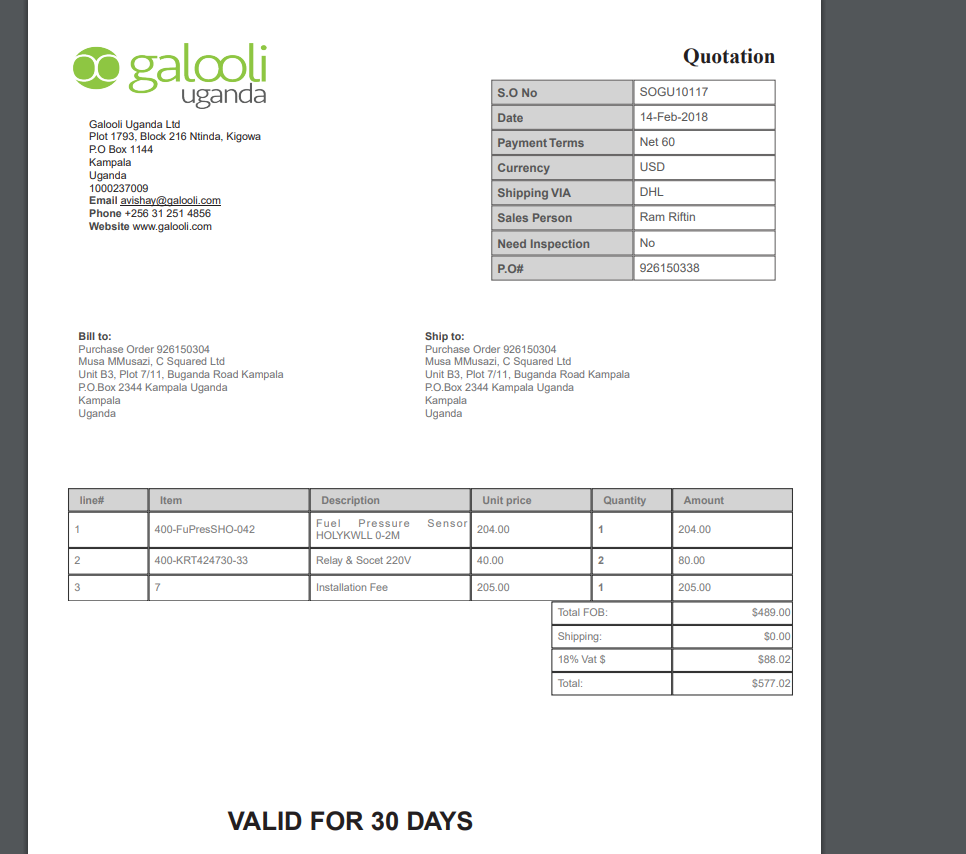 galooli
uganda
Quotation
Galooli Uganda Ltd
Plot 1793, Block 216 Ntinda, Kigowa
P.O Box 1144
Kampala
Uganda
1000237009
Email avishay@galooli.com
Phone +256 31 251 4856
Website www.galooli.com
S.O No SOGU10117
Date 14-Feb-2018
Payment Terms Net 60
Currency USD
Shipping VIA DHL
Sales Person Ram Riftin
Need Inspection No
P.O# 926150338
Bill to:
Purchase Order 926150304
Musa MMusazi, C Squared Ltd
Unit B3, Plot 7/11, Buganda Road Kampala
P.O.Box 2344 Kampala Uganda
Kampala
Uganda
Ship to:
Purchase Order 926150304
Musa MMusazi, C Squared Ltd
Unit B3, Plot 7/11, Buganda Road Kampala
P.O.Box 2344 Kampala Uganda
Kampala
Uganda
line# Item Description Unit price Quantity Amount
1 400-FuPresSHO-042 Fuel Pressure Sensor HOLYKWLL 0-2M 204.00 1 204.00
2 400-KRT424730-33 Relay & Socet 220V 40.00 2 80.00
3 7 Installation Fee 205.00 1 205.00
Total FOB: $489.00
Shipping: $0.00
18% Vat $ $88.02
Total: $577.02
VALID FOR 30 DAYS